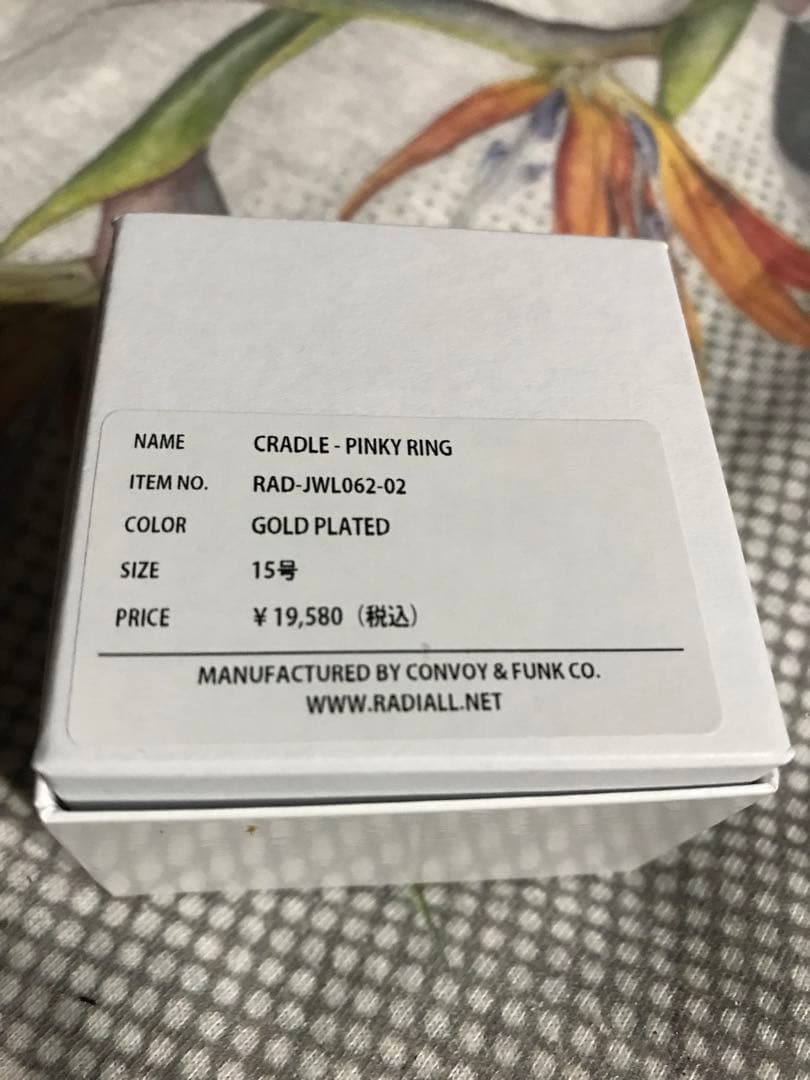 NAME CRADLE - PINKY RING
ITEM NO. RAD-JWL062-02
COLOR GOLD PLATED
SIZE 15号
PRICE ¥ 19,580（税込）
MANUFACTURED BY CONVOY & FUNK CO.
WWW.RADIALL.NET